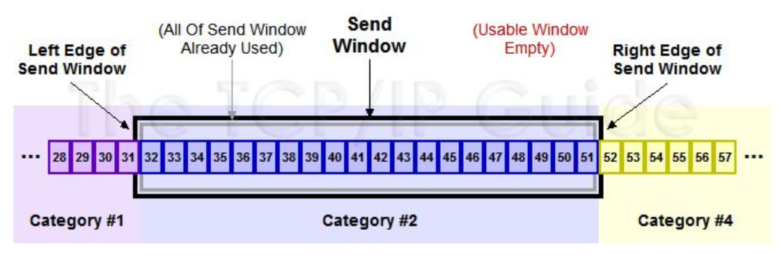 (All Of Send Window
Already Used)
Send
Window
(Usable Window
Empty)
Left Edge of
Send Window
Right Edge of
Send Window
The TCP/IP Guide
... 28 29 30 31 32 33 34 35 36 37 38 39 40 41 42 43 44 45 46 47 48 49 50 51 52 53 54 55 56 57 ...
Category #1
Category #2
Category #4